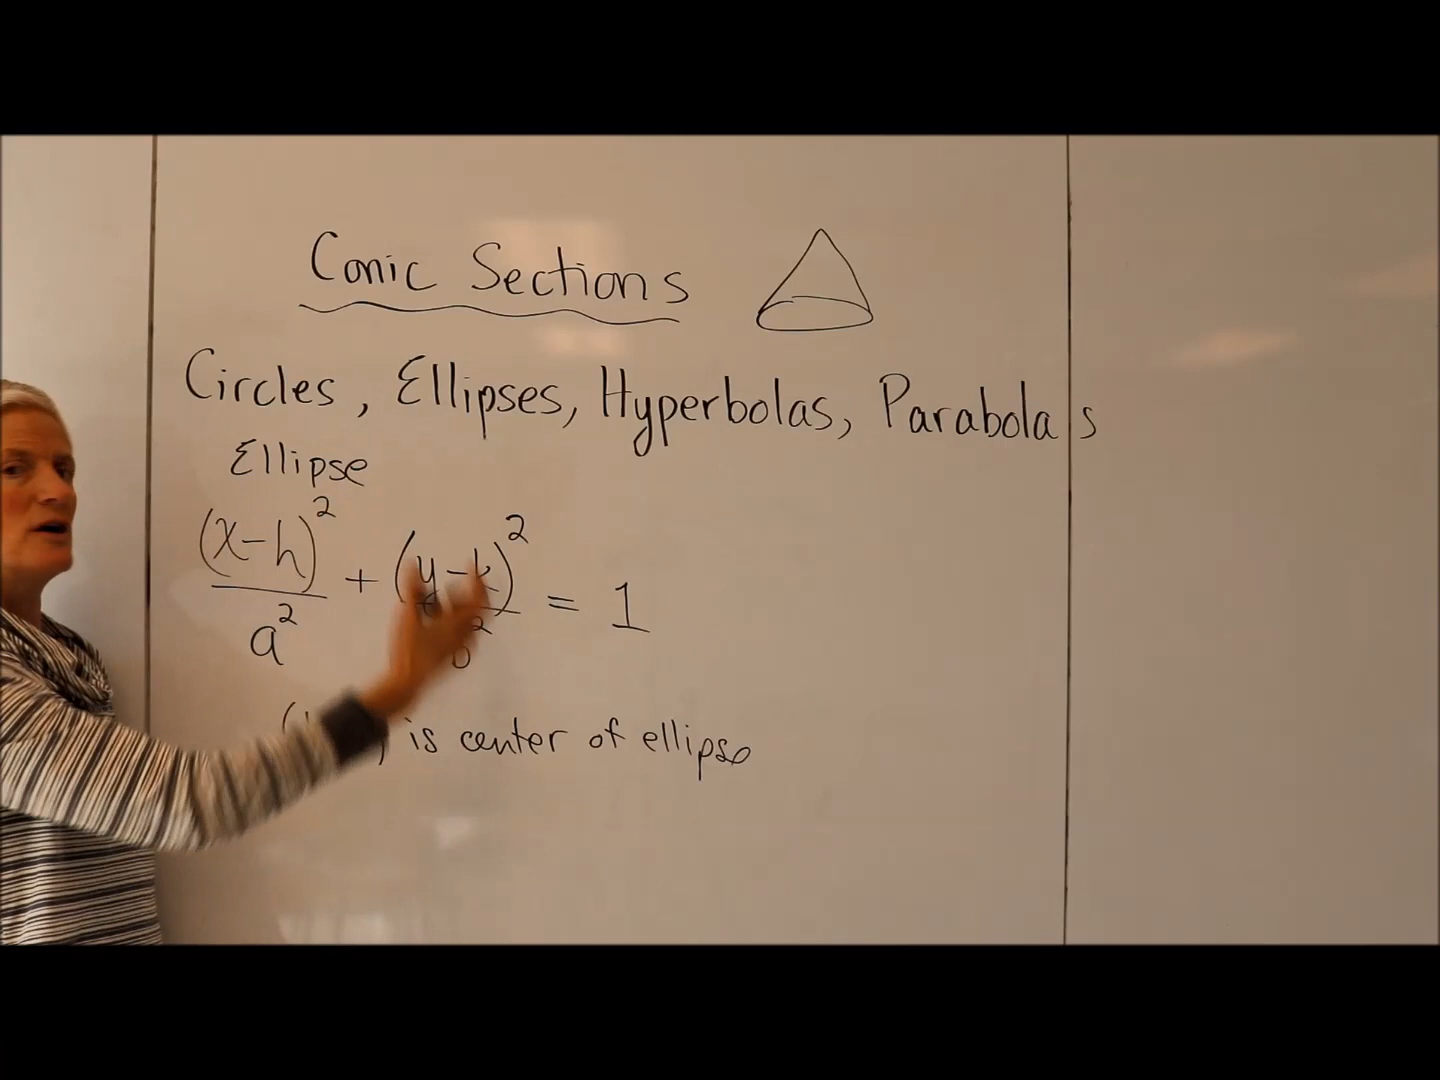 Conic Sections
Circles, Ellipses, Hyperbolas, Parabolas
Ellipse
(x-h)²/a² + (y-k)²/b² = 1
is center of ellipse